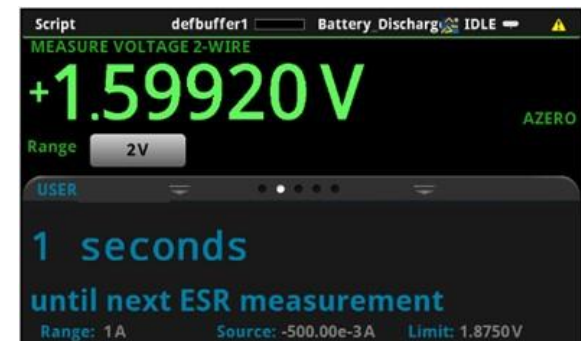 Script defbuffer1 Battery_Discharg IDLE
MEASURE VOLTAGE 2-WIRE
+1.59920 V
AZERO
Range 2V
USER
1 seconds
until next ESR measurement
Range: 1A Source: -500.00e-3A Limit: 1.8750V